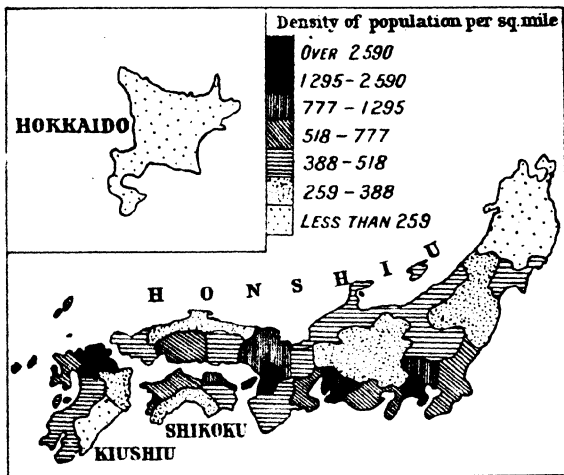 Density of population per sq.mile
OVER 2590
1295-2590
777-1295
518-777
388-518
259-388
LESS THAN 259
HOKKAIDO
HONSHIU
SHIKOKU
KIUSHIU